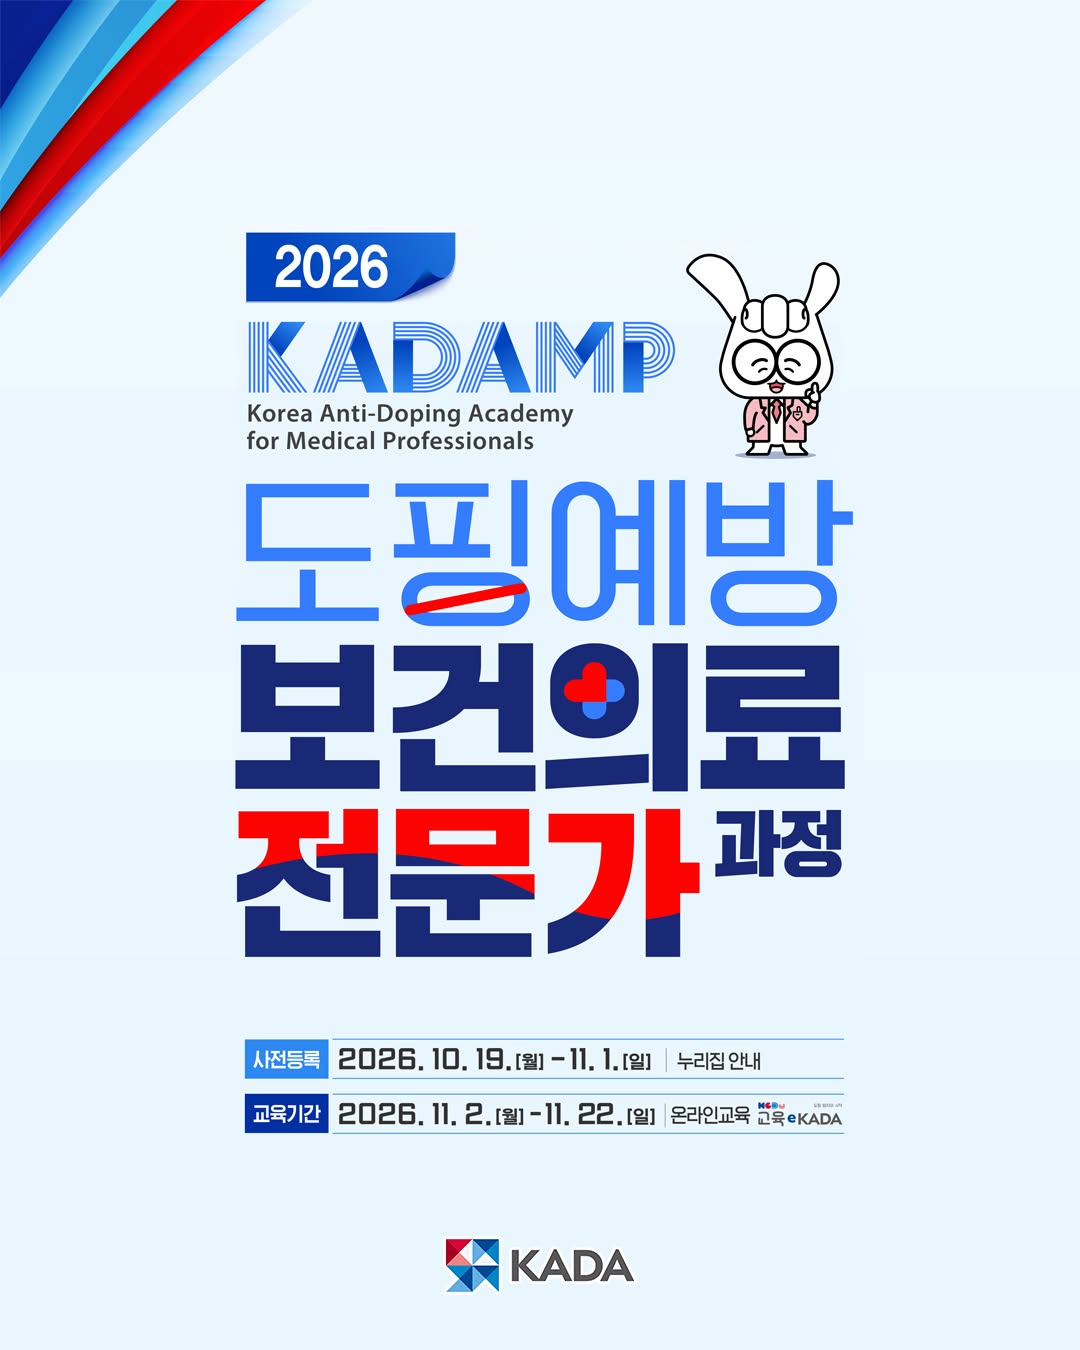 2026
KADAMP
Korea Anti-Doping Academy
for Medical Professionals
도핑예방
보건의료
전문가 과정
사전등록 2026. 10. 19.[월] - 11. 1.[일] | 누리집 안내
교육기간 2026. 11. 2.[월] - 11. 22.[일] | 온라인교육 교육 eKADA
KADA